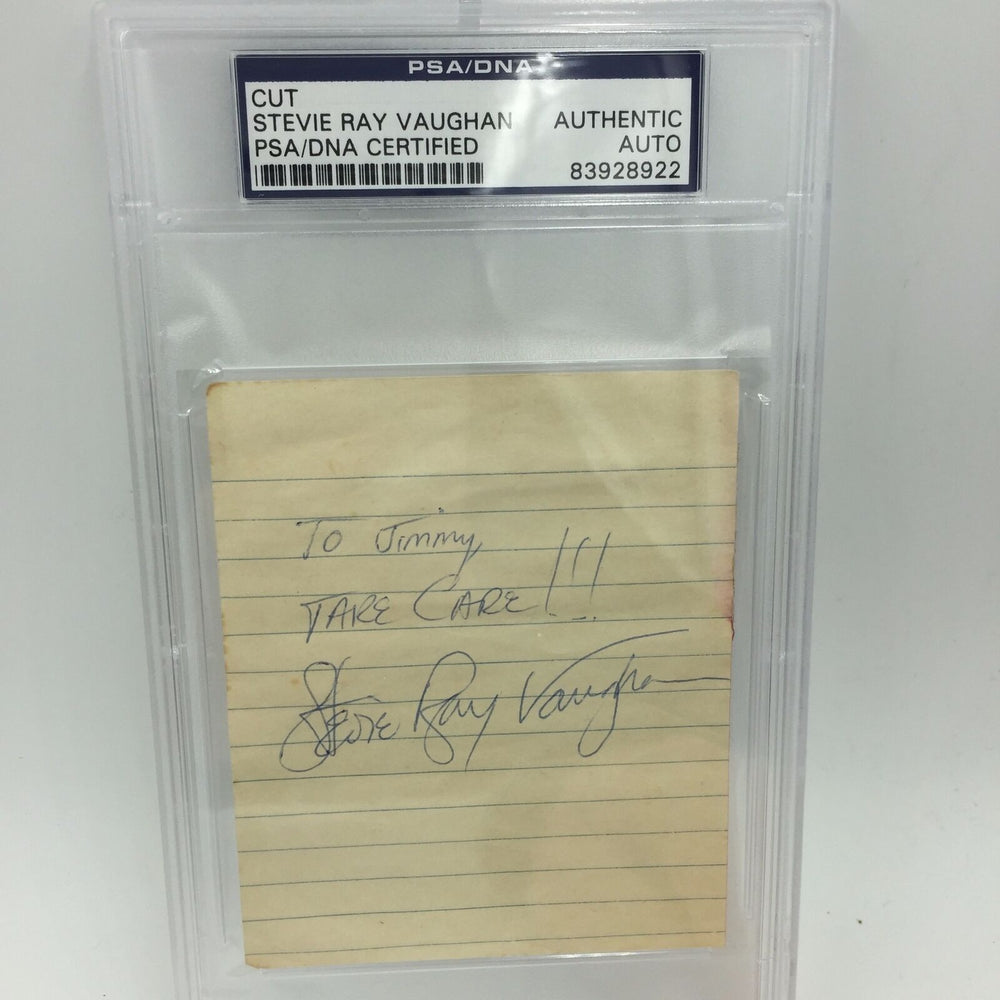 PSA/DNA
CUT
STEVIE RAY VAUGHAN AUTHENTIC
PSA/DNA CERTIFIED AUTO
83928922
To Jimmy,
TAKE CARE!!!
Stevie Ray Vaughan